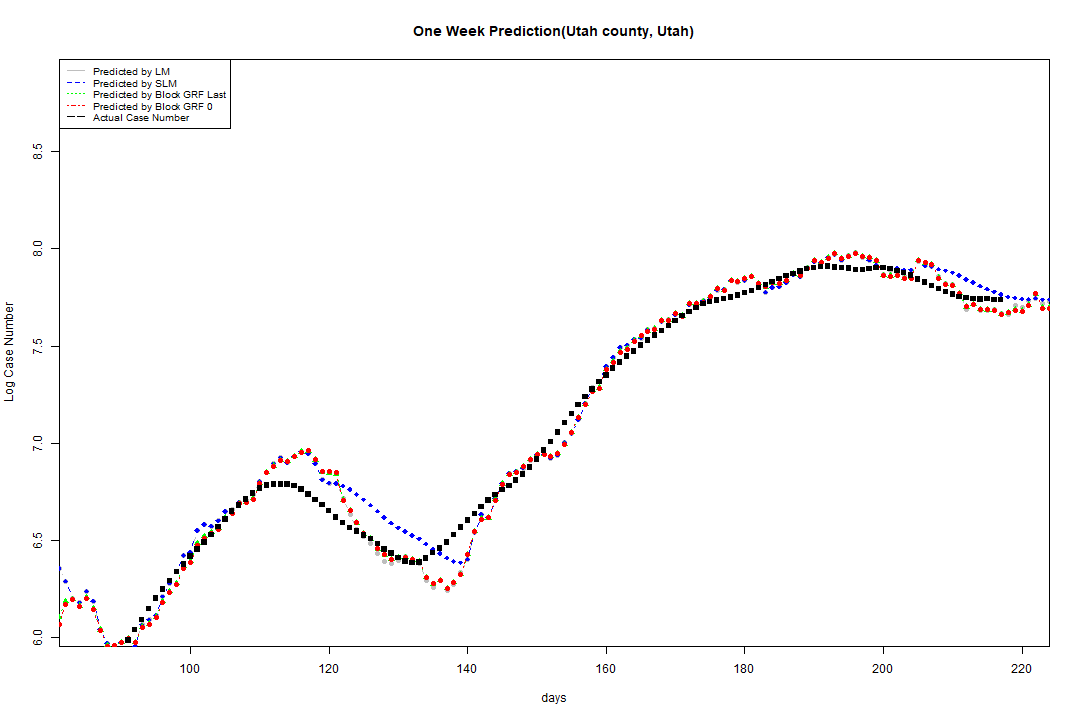 One Week Prediction(Utah county, Utah)
Predicted by LM
Predicted by SLM
Predicted by Block GRF Last
Predicted by Block GRF 0
Actual Case Number
8.5
8.0
7.5
7.0
6.5
6.0
Log Case Number
100 120 140 160 180 200 220
days